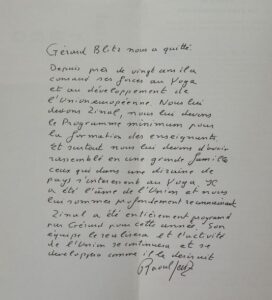 Gérard Blitz nous a quitté.
Depuis près de vingt ans il a
consacré ses forces au Yoga
et au développement de
l'Union européenne. Nous lui
devons Zinal, nous lui devons
le Programme minimum pour
la formation des enseignants.
Et surtout nous lui devons d'avoir
rassemblé en une grande famille
ceux qui dans une dizaine de
pays s'intéressent au Yoga. Il
a été l'âme de l'Union et nous
lui sommes profondément reconnaissants.
Zinal a été entièrement programmé
par Gérard pour cette année. Son
équipe le réalisera et l'activité
de l'Union se continuera et se
développera comme il le désirait
Raoul